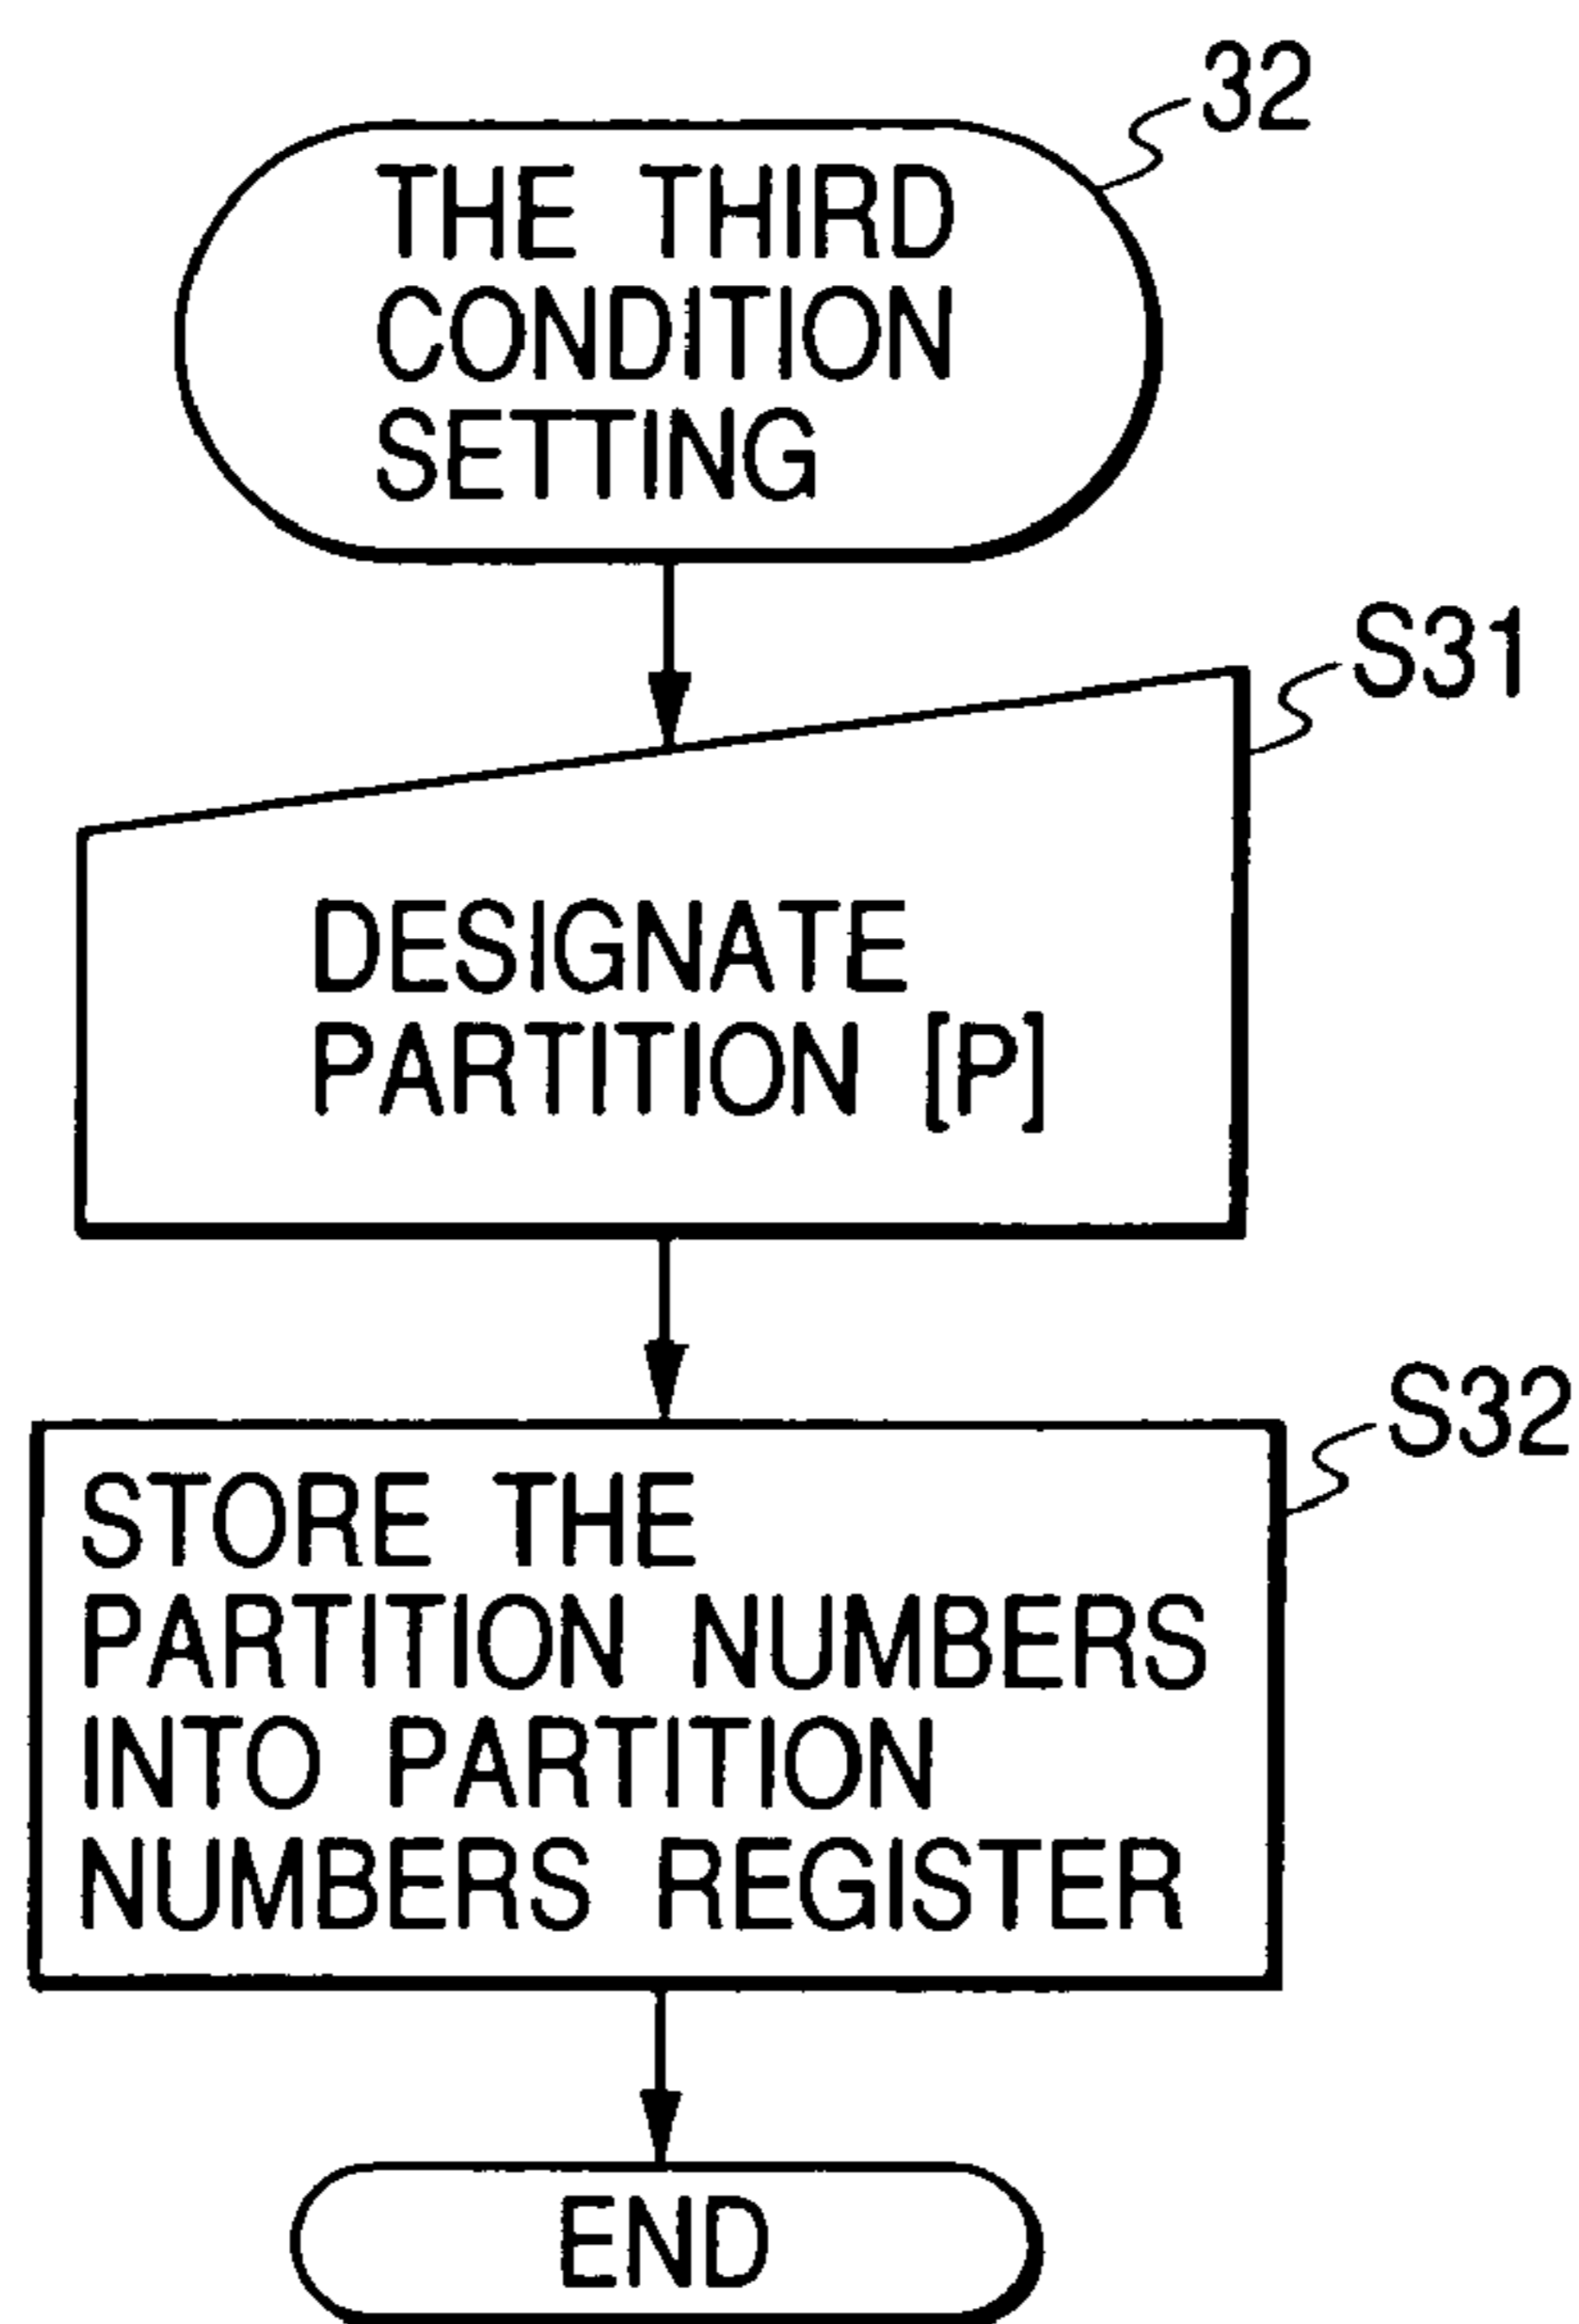 32
THE THIRD
CONDITION
SETTING
S31
DESIGNATE
PARTITION [P]
S32
STORE THE
PARTITION NUMBERS
INTO PARTITION
NUMBERS REGISTER
END